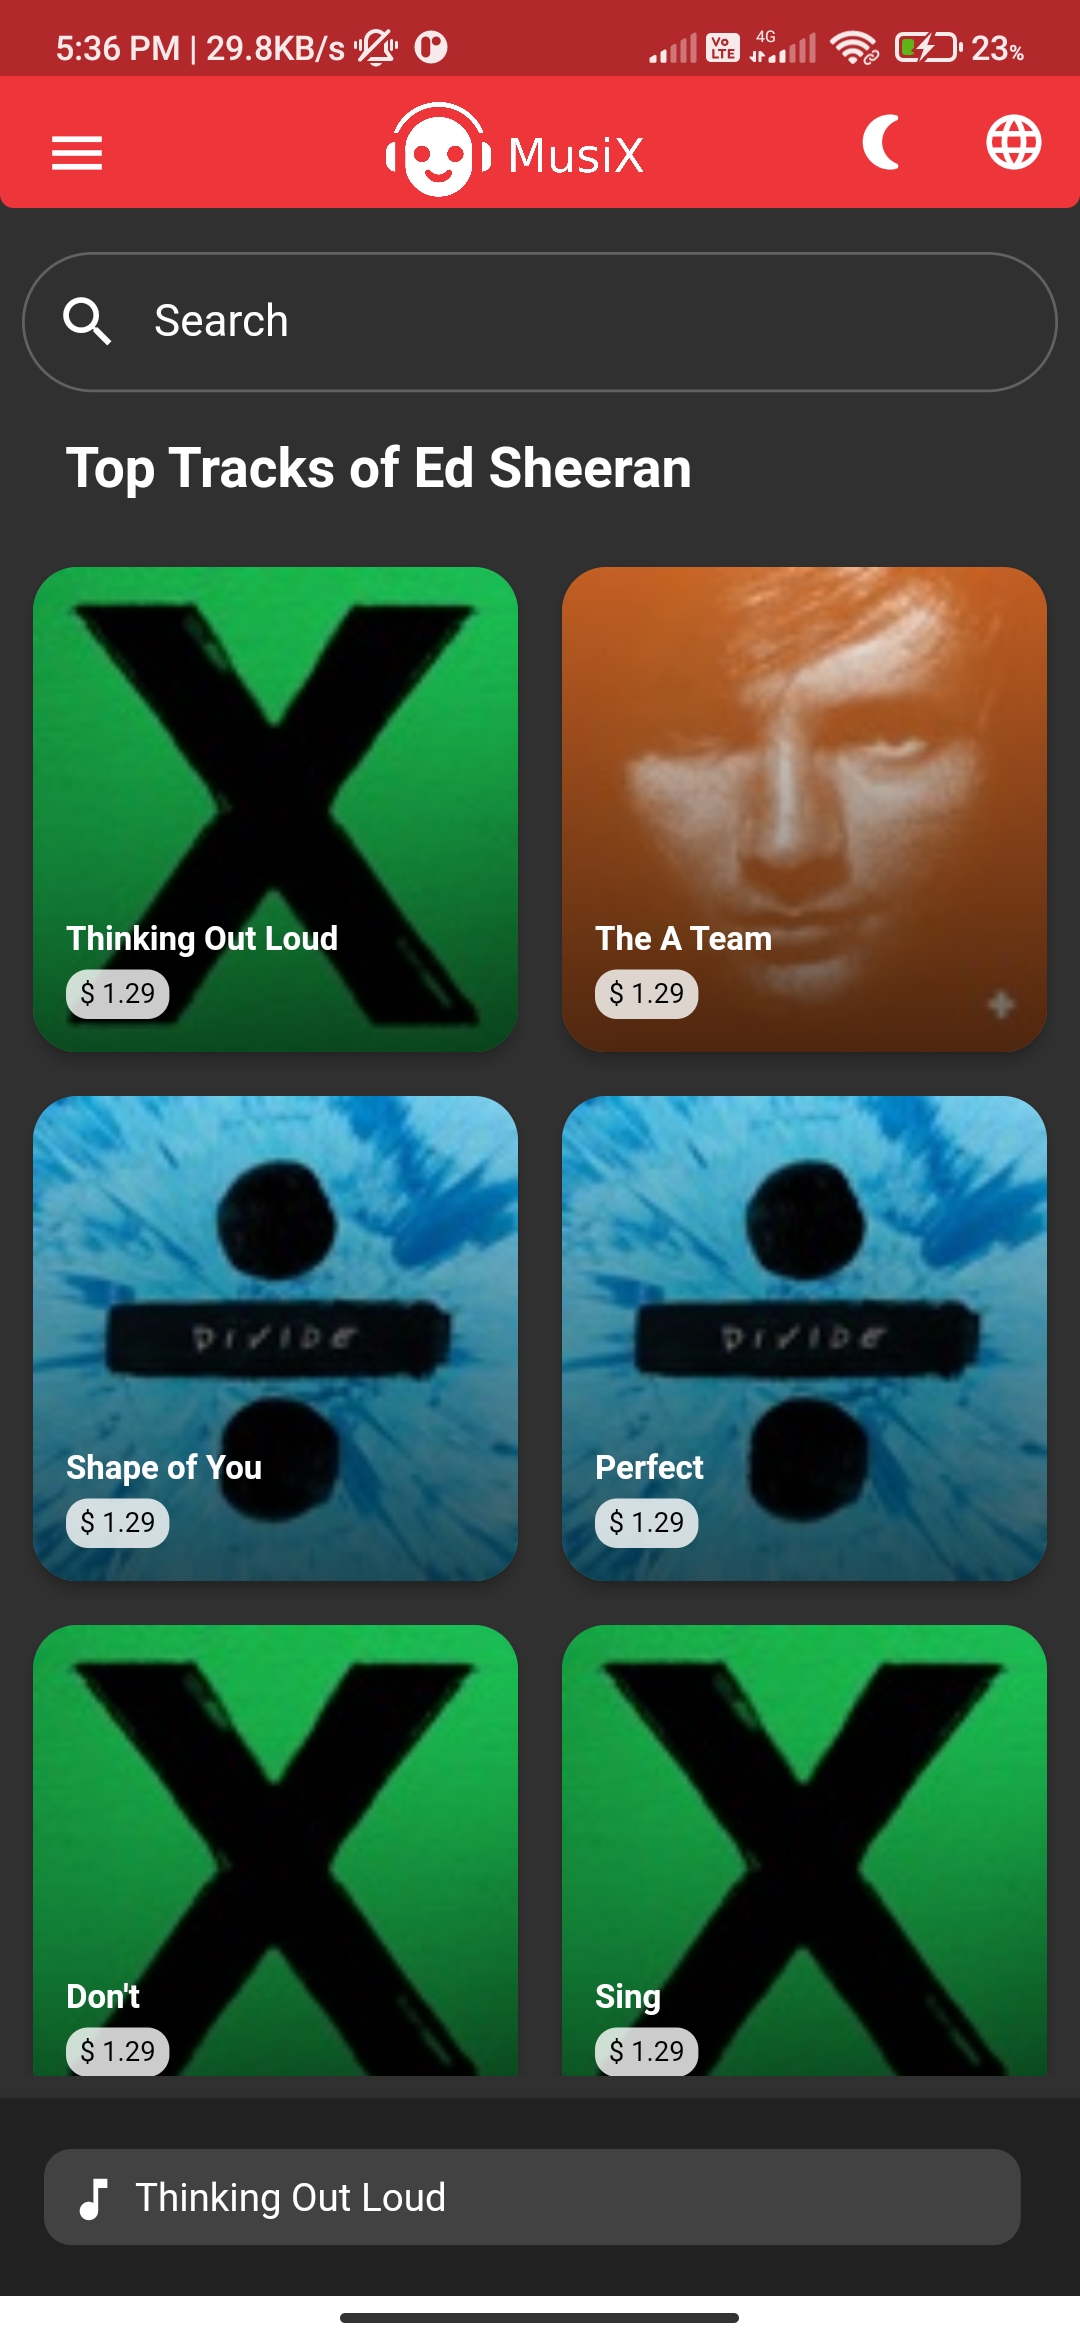 5:36 PM | 29.8KB/s
Vo LTE
4G
23%
MusiX
Search
Top Tracks of Ed Sheeran
Thinking Out Loud
$ 1.29
The A Team
$ 1.29
DIVIDE
Shape of You
$ 1.29
DIVIDE
Perfect
$ 1.29
Don't
$ 1.29
Sing
$ 1.29
Thinking Out Loud